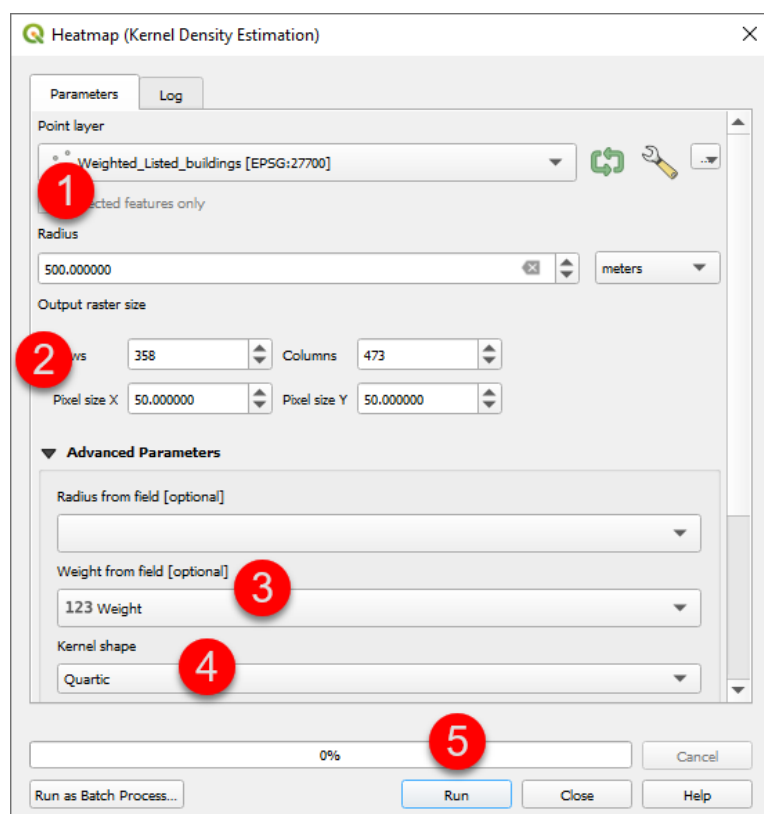 Heatmap (Kernel Density Estimation)
Parameters Log
Point layer
Weighted_Listed_buildings [EPSG:27700]
1
features only
Radius
500.000000 meters
Output raster size
2 358 Columns 473
Pixel size X 50.000000 Pixel size Y 50.000000
Advanced Parameters
Radius from field [optional]
Weight from field [optional]
3
123 Weight
Kernel shape
4
Quartic
5
0% Cancel
Run as Batch Process... Run Close Help